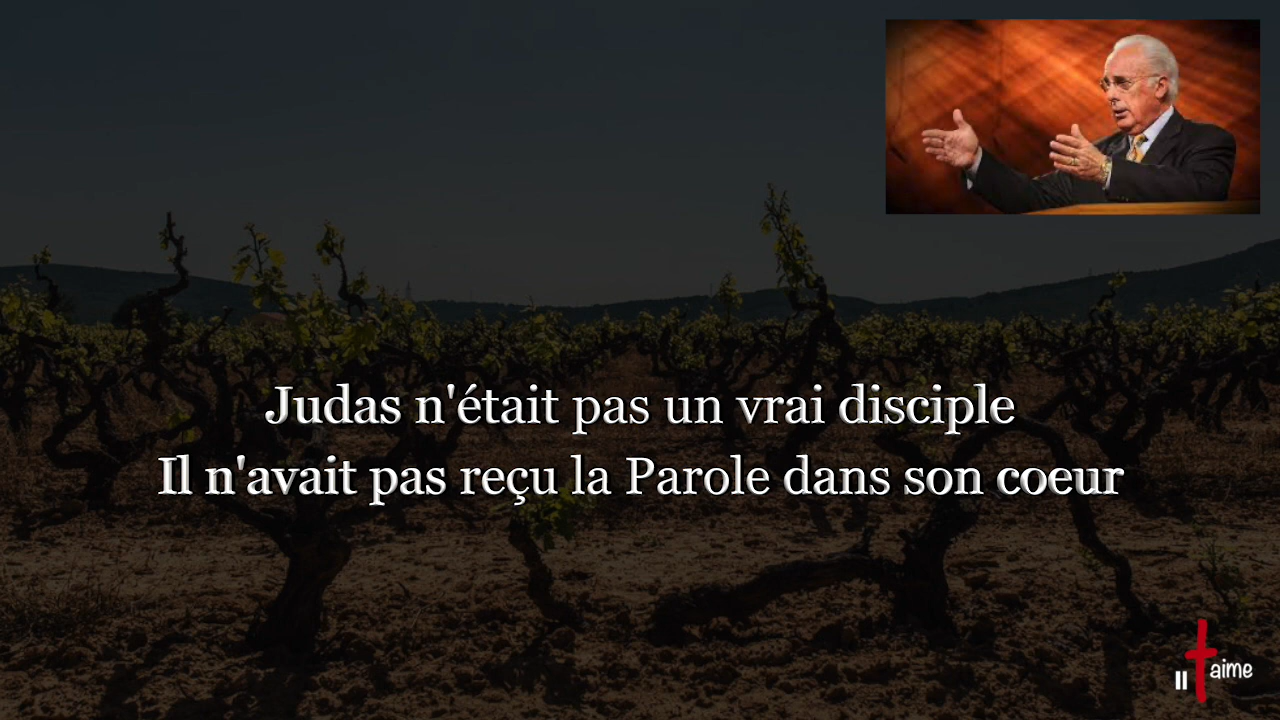 Judas n'était pas un vrai disciple
Il n'avait pas reçu la Parole dans son coeur
Il t'aime